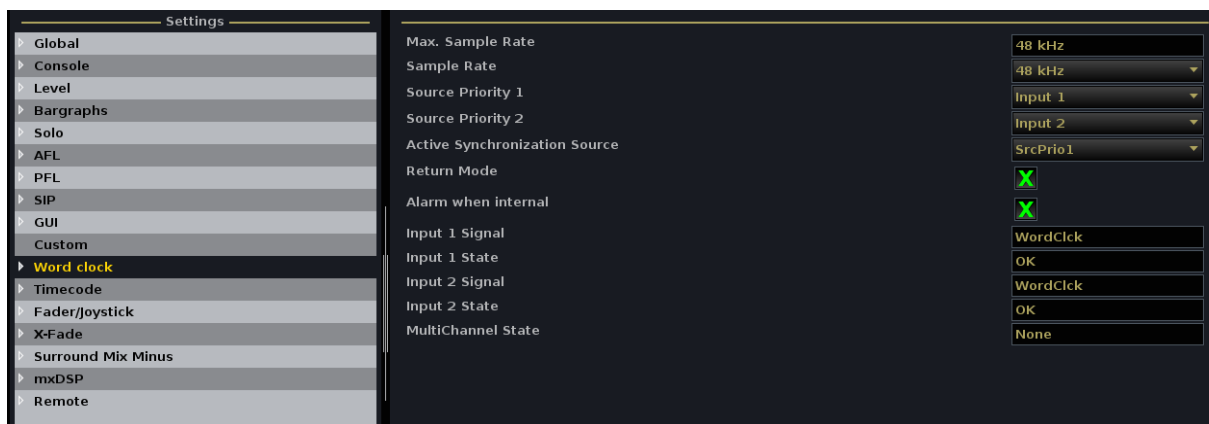 Settings
Global
Console
Level
Bargraphs
Solo
AFL
PFL
SIP
GUI
Custom
Word clock
Timecode
Fader/Joystick
X-Fade
Surround Mix Minus
mxDSP
Remote
Max. Sample Rate 48 kHz
Sample Rate 48 kHz
Source Priority 1 Input 1
Source Priority 2 Input 2
Active Synchronization Source SrcPrio1
Return Mode X
Alarm when internal X
Input 1 Signal WordClck
Input 1 State OK
Input 2 Signal WordClck
Input 2 State OK
MultiChannel State None